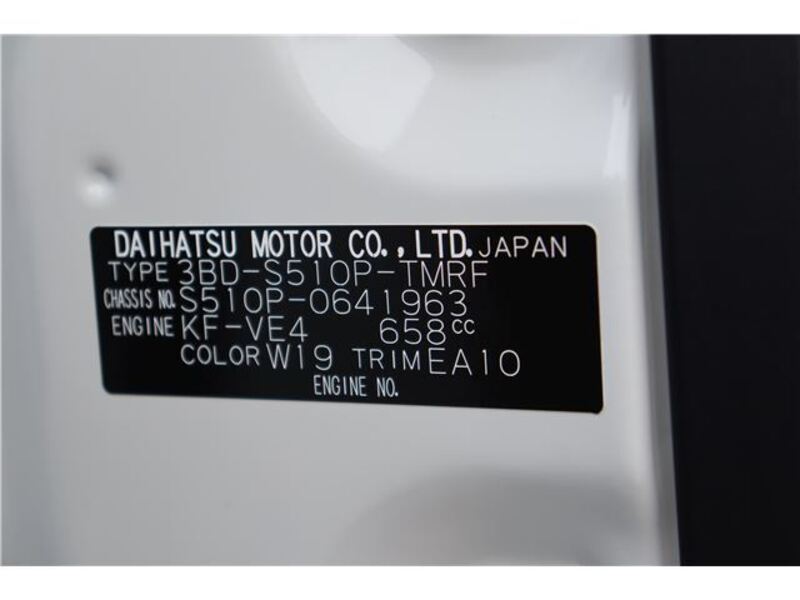 DAIHATSU MOTOR CO.,LTD. JAPAN
TYPE 3BD-S510P-TMRF
CHASSIS NO. S510P-0641963
ENGINE KF-VE4 658cc
COLOR W19 TRIM EA10
ENGINE NO.